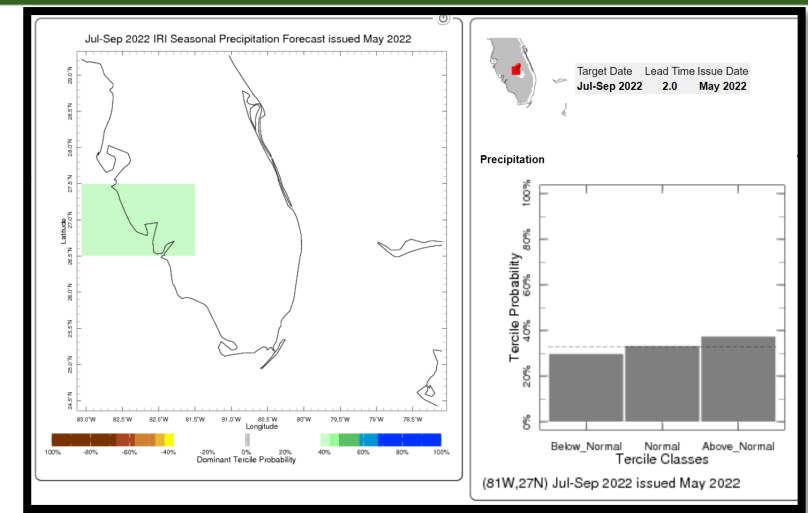 Jul-Sep 2022 IRI Seasonal Precipitation Forecast issued May 2022
29.0°N
28.5°N
28.0°N
27.5°N
27.0°N
26.5°N
26.0°N
25.5°N
25.0°N
24.5°N
Latitude
83.0°W 82.5°W 82.0°W 81.5°W 81.0°W 80.5°W 80°W 79.5°W 79°W 78.5°W
Longitude
100% -80% -60% -40% -20% 0% 20% 40% 60% 80% 100%
Dominant Tercile Probability
Target Date Lead Time Issue Date
Jul-Sep 2022 2.0 May 2022
Precipitation
100%
80%
60%
40%
20%
0%
Tercile Probability
Below_Normal Normal Above_Normal
Tercile Classes
(81W,27N) Jul-Sep 2022 issued May 2022